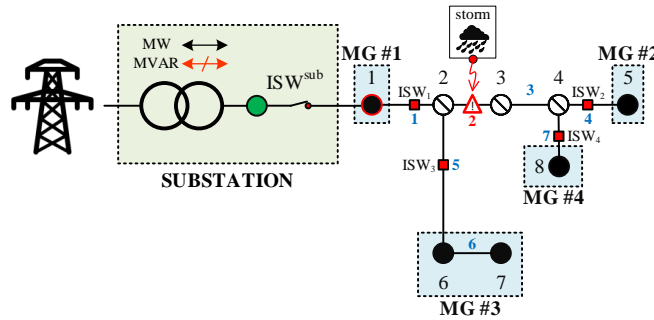 storm
MW
MVAR
ISW^sub
SUBSTATION
MG #1
1
ISW₁
1
2
2
3
3
4
ISW₂
4
MG #2
5
7
ISW₄
8
MG #4
ISW₃
5
6
6
7
MG #3